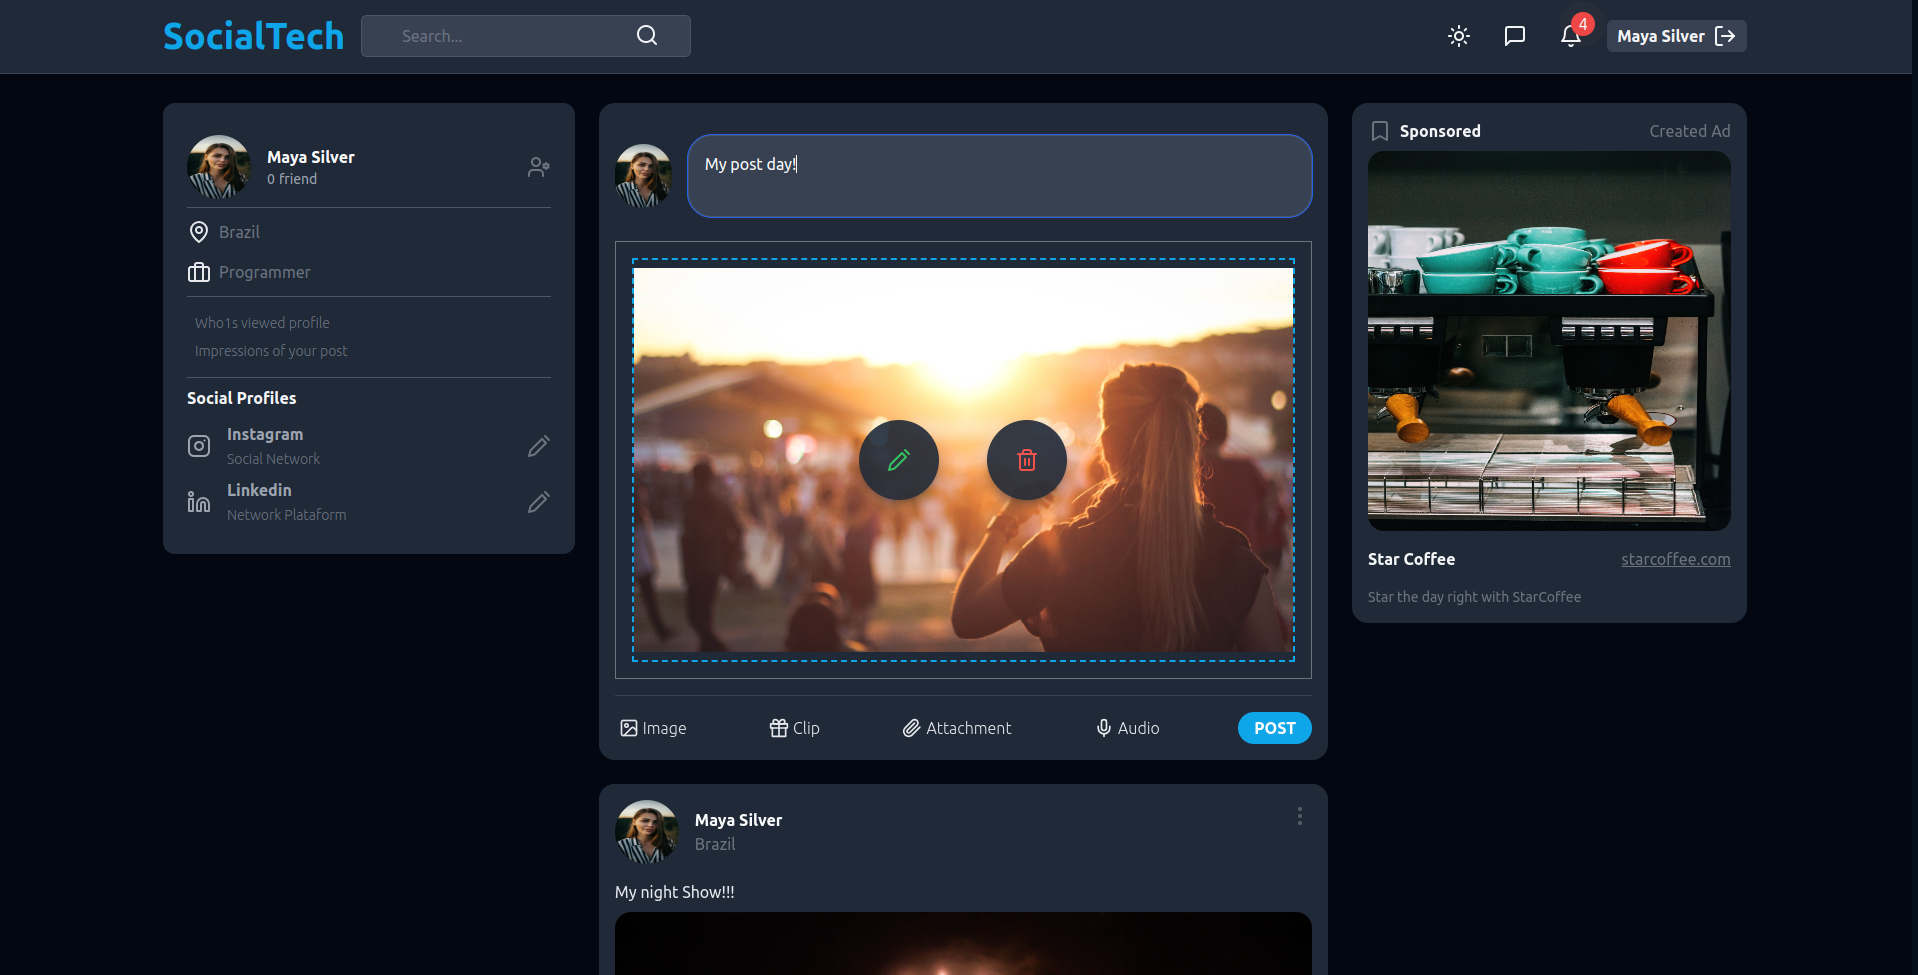 SocialTech
Search...
4
Maya Silver
Maya Silver
0 friend
Brazil
Programmer
Who1s viewed profile
Impressions of your post
Social Profiles
Instagram
Social Network
Linkedin
Network Plataform
My post day!
Image
Clip
Attachment
Audio
POST
Maya Silver
Brazil
My night Show!!!
Sponsored
Created Ad
Star Coffee
starcoffee.com
Star the day right with StarCoffee